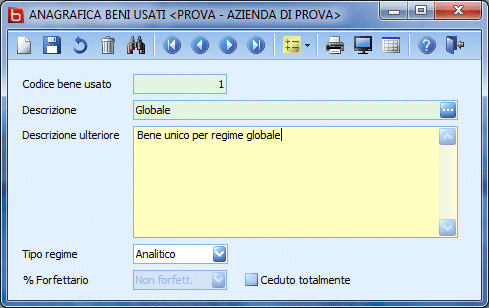 ANAGRAFICA BENI USATI <PROVA - AZIENDA DI PROVA>
Codice bene usato 1
Descrizione Globale
Descrizione ulteriore Bene unico per regime globale
Tipo regime Analitico
% Forfettario Non forfett. Ceduto totalmente